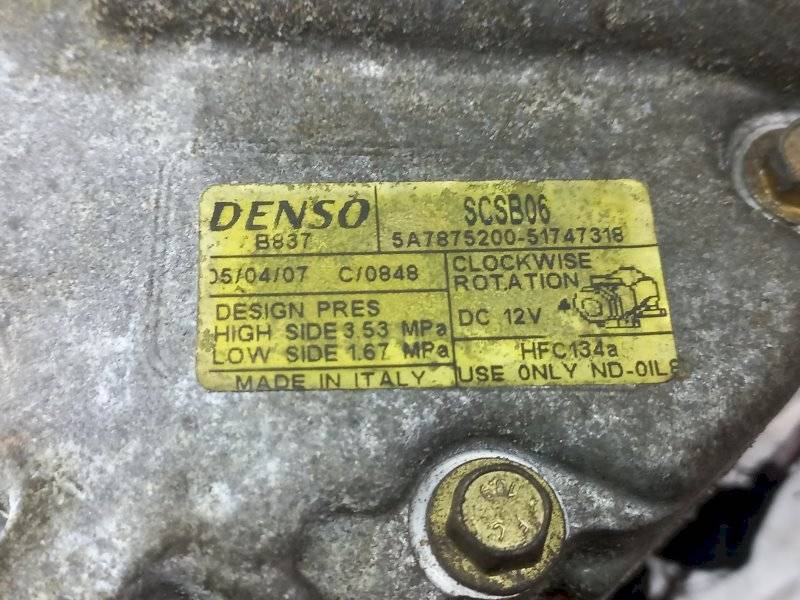 DENSO
SCSB06
B837
5A7875200-51747318
05/04/07 C/0848
CLOCKWISE
ROTATION
DC 12V
DESIGN PRES
HIGH SIDE 3.53 MPa
LOW SIDE 1.67 MPa
HFC134a
MADE IN ITALY
USE ONLY ND-OIL8